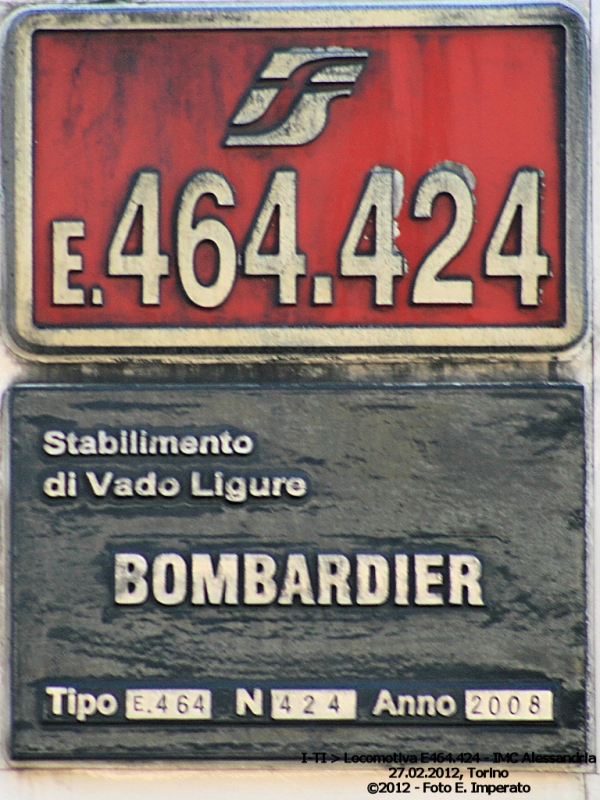 E.464.424
Stabilimento
di Vado Ligure
BOMBARDIER
Tipo E.464 N 424 Anno 2008
I-TI > Locomotiva E464.424 - IMC Alessandria
27.02.2012, Torino
©2012 - Foto E. Imperato